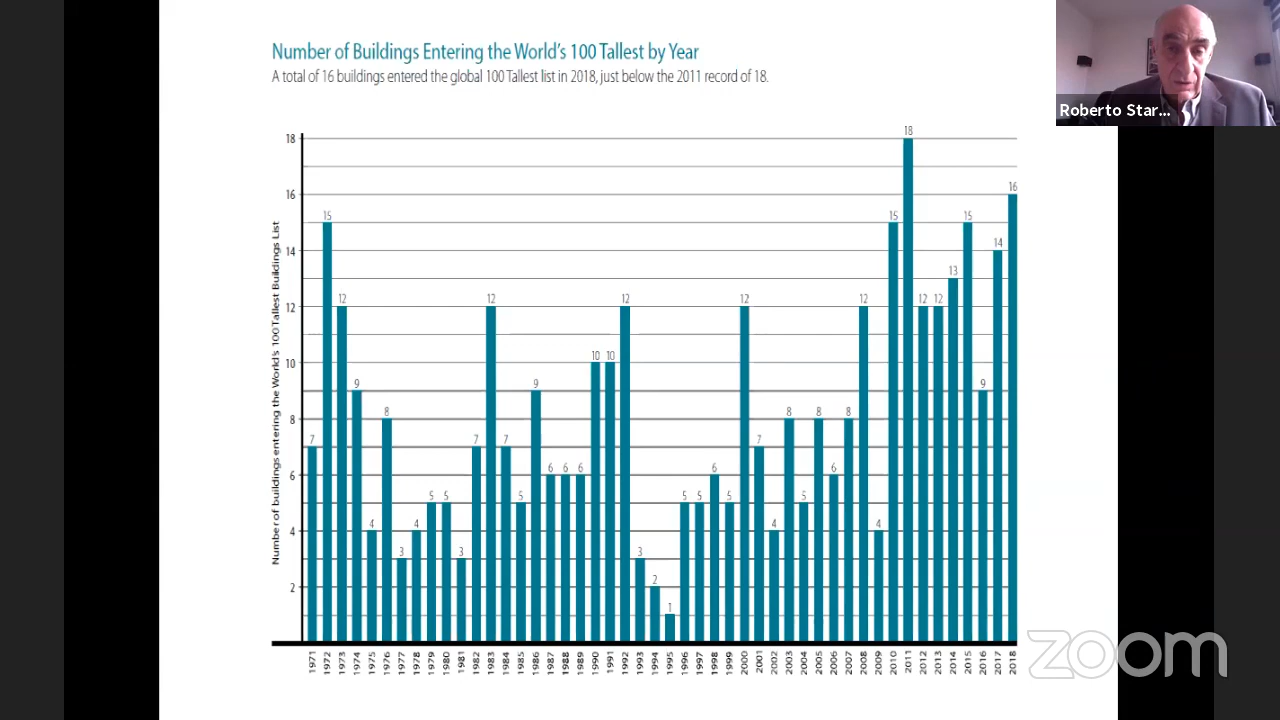 Number of Buildings Entering the World's 100 Tallest by Year
A total of 16 buildings entered the global 100 Tallest list in 2018, just below the 2011 record of 18.
Roberto Star...
Number of buildings entering the World's 100 Tallest Buildings List
18
16
14
12
10
8
6
4
2
7 15 12 9 4 8 3 4 5 5 3 7 12 7 5 9 6 6 6 10 10 12 3 2 1 5 5 6 5 12 7 4 8 5 8 6 8 12 4 15 18 12 12 13 15 9 14 16
1971 1972 1973 1974 1975 1976 1977 1978 1979 1980 1981 1982 1983 1984 1985 1986 1987 1988 1989 1990 1991 1992 1993 1994 1995 1996 1997 1998 1999 2000 2001 2002 2003 2004 2005 2006 2007 2008 2009 2010 2011 2012 2013 2014 2015 2016 2017 2018
zoom